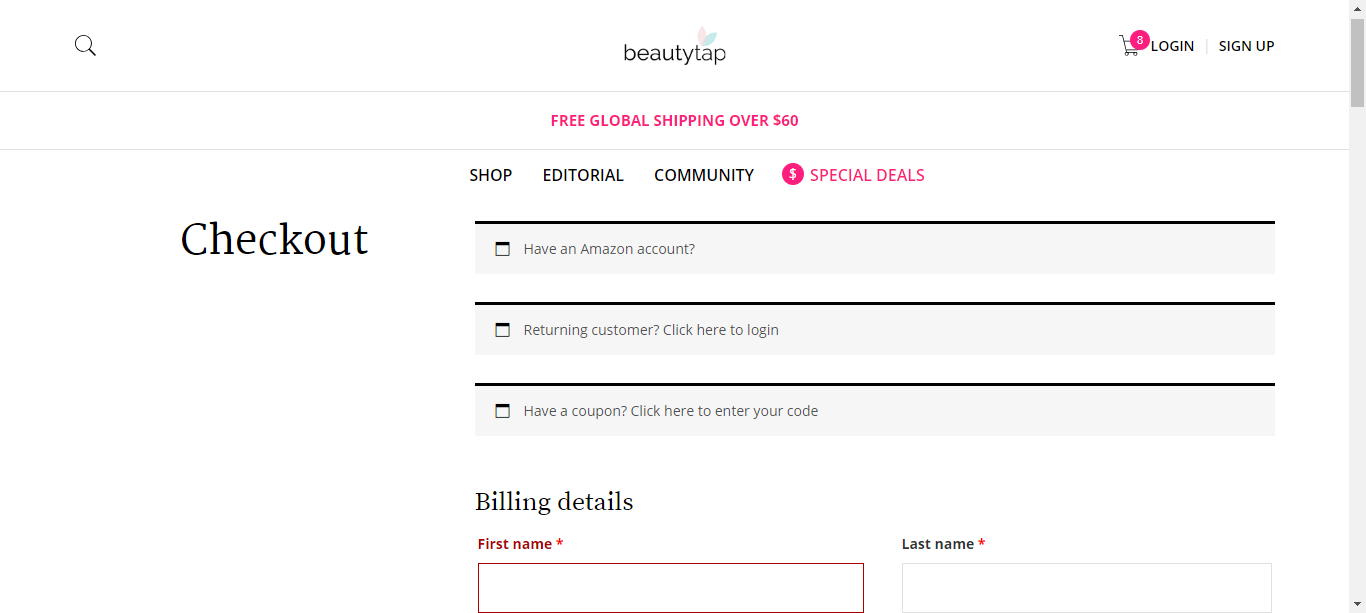 beautytap
8
LOGIN
SIGN UP
FREE GLOBAL SHIPPING OVER $60
SHOP
EDITORIAL
COMMUNITY
$ SPECIAL DEALS
Checkout
Have an Amazon account?
Returning customer? Click here to login
Have a coupon? Click here to enter your code
Billing details
First name *
Last name *